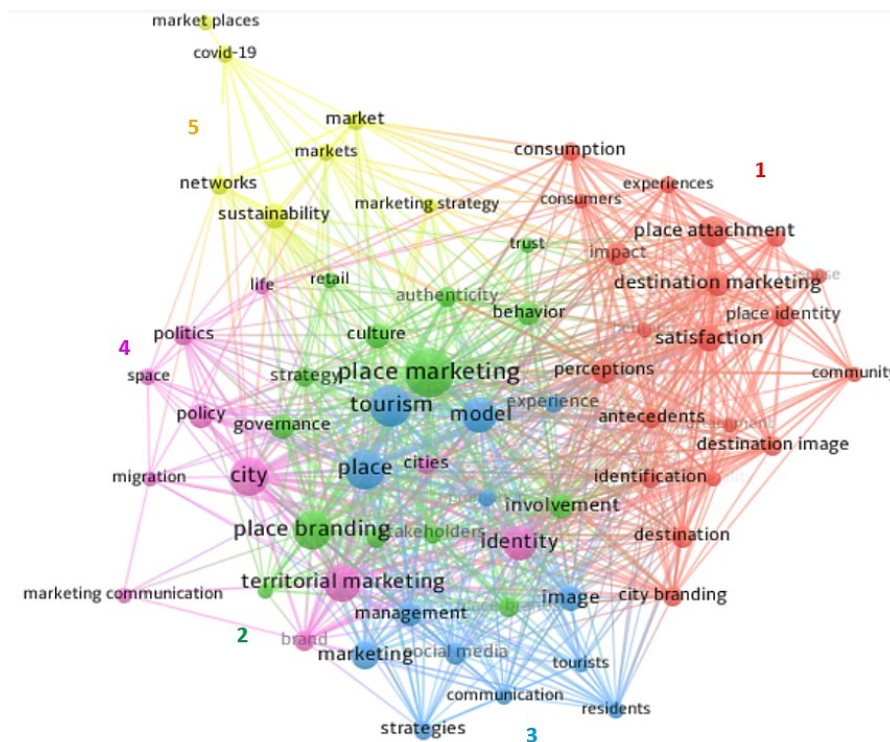 market places
covid-19
market
5
markets
consumption
networks
experiences
1
sustainability
marketing strategy
consumers
place attachment
trust
impact
life
retail
destination marketing
authenticity
behavior
place identity
politics
culture
satisfaction
4
space
strategy
place marketing
perceptions
community
tourism
model
experience
policy
governance
antecedents
destination image
migration
city
place
cities
identification
involvement
place branding
stakeholders
identity
destination
territorial marketing
marketing communication
management
image
city branding
2
brand
marketing
social media
tourists
communication
residents
strategies
3